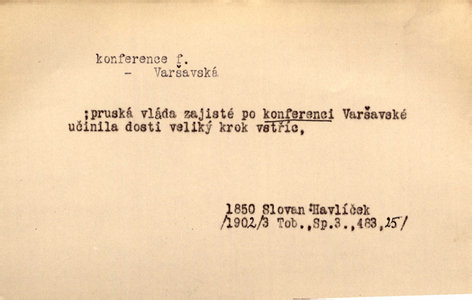 konference f.
- Varšavská
;pruská vláda zajisté po konferenci Varšavské
učinila dosti veliký krok vstříc,
1850 Slovan Havlíček
/1902/3 Tob.,Sp.3.,483,25/